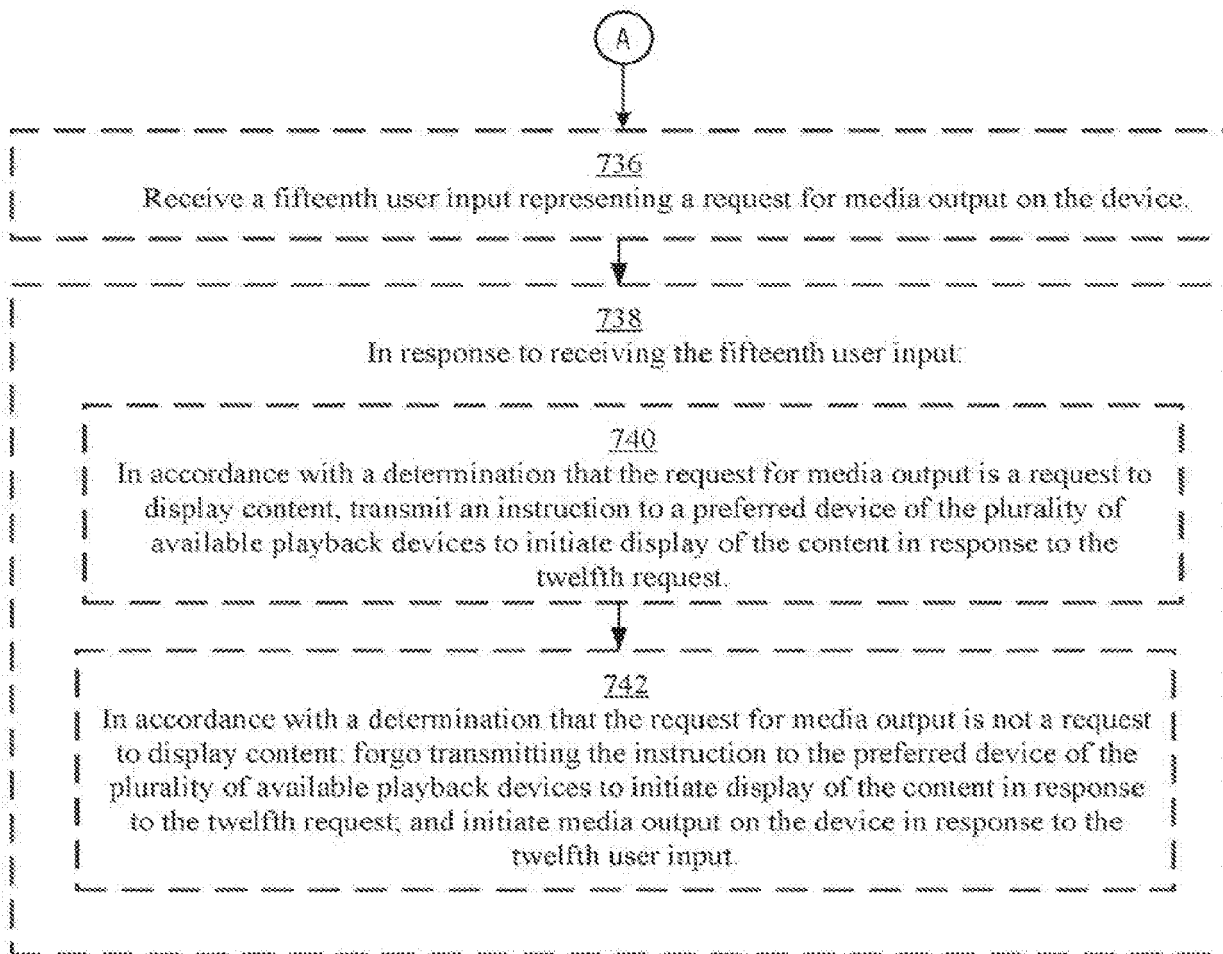 A
736
Receive a fifteenth user input representing a request for media output on the device.
738
In response to receiving the fifteenth user input:
740
In accordance with a determination that the request for media output is a request to
display content, transmit an instruction to a preferred device of the plurality of
available playback devices to initiate display of the content in response to the
twelfth request.
742
In accordance with a determination that the request for media output is not a request
to display content: forgo transmitting the instruction to the preferred device of the
plurality of available playback devices to initiate display of the content in response
to the twelfth request; and initiate media output on the device in response to the
twelfth user input.